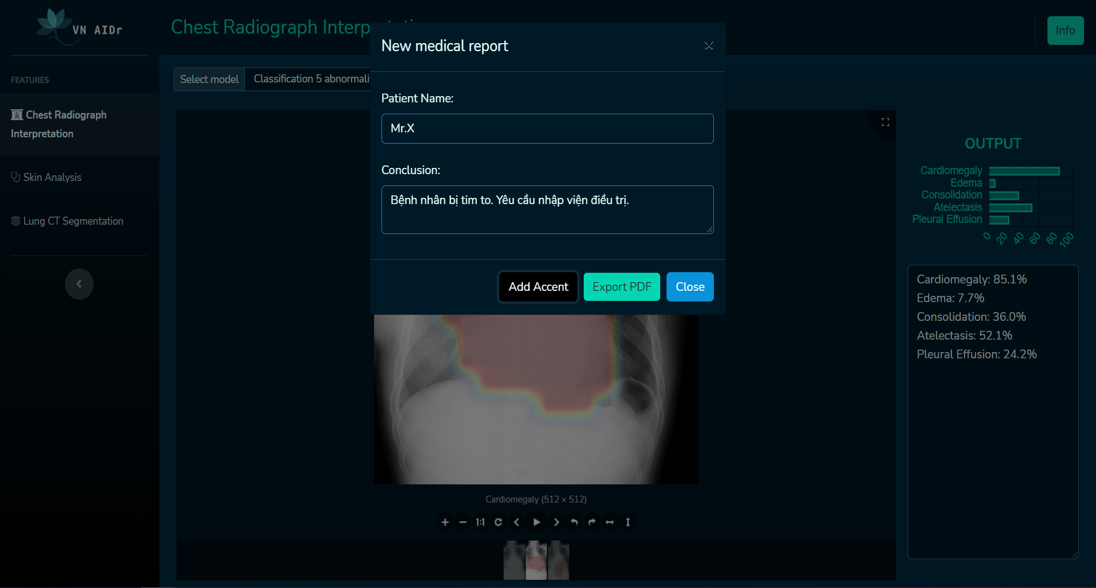 VN AIDr
Chest Radiograph Interp
Info
FEATURES
Chest Radiograph
Interpretation
Skin Analysis
Lung CT Segmentation
Select model
Classification 5 abnormali
New medical report
Patient Name:
Mr.X
Conclusion:
Bệnh nhân bị tim to. Yêu cầu nhập viện điều trị.
Add Accent
Export PDF
Close
Cardiomegaly (512 × 512)
1:1
OUTPUT
Cardiomegaly
Edema
Consolidation
Atelectasis
Pleural Effusion
0 20 40 60 80 100
Cardiomegaly: 85.1%
Edema: 7.7%
Consolidation: 36.0%
Atelectasis: 52.1%
Pleural Effusion: 24.2%